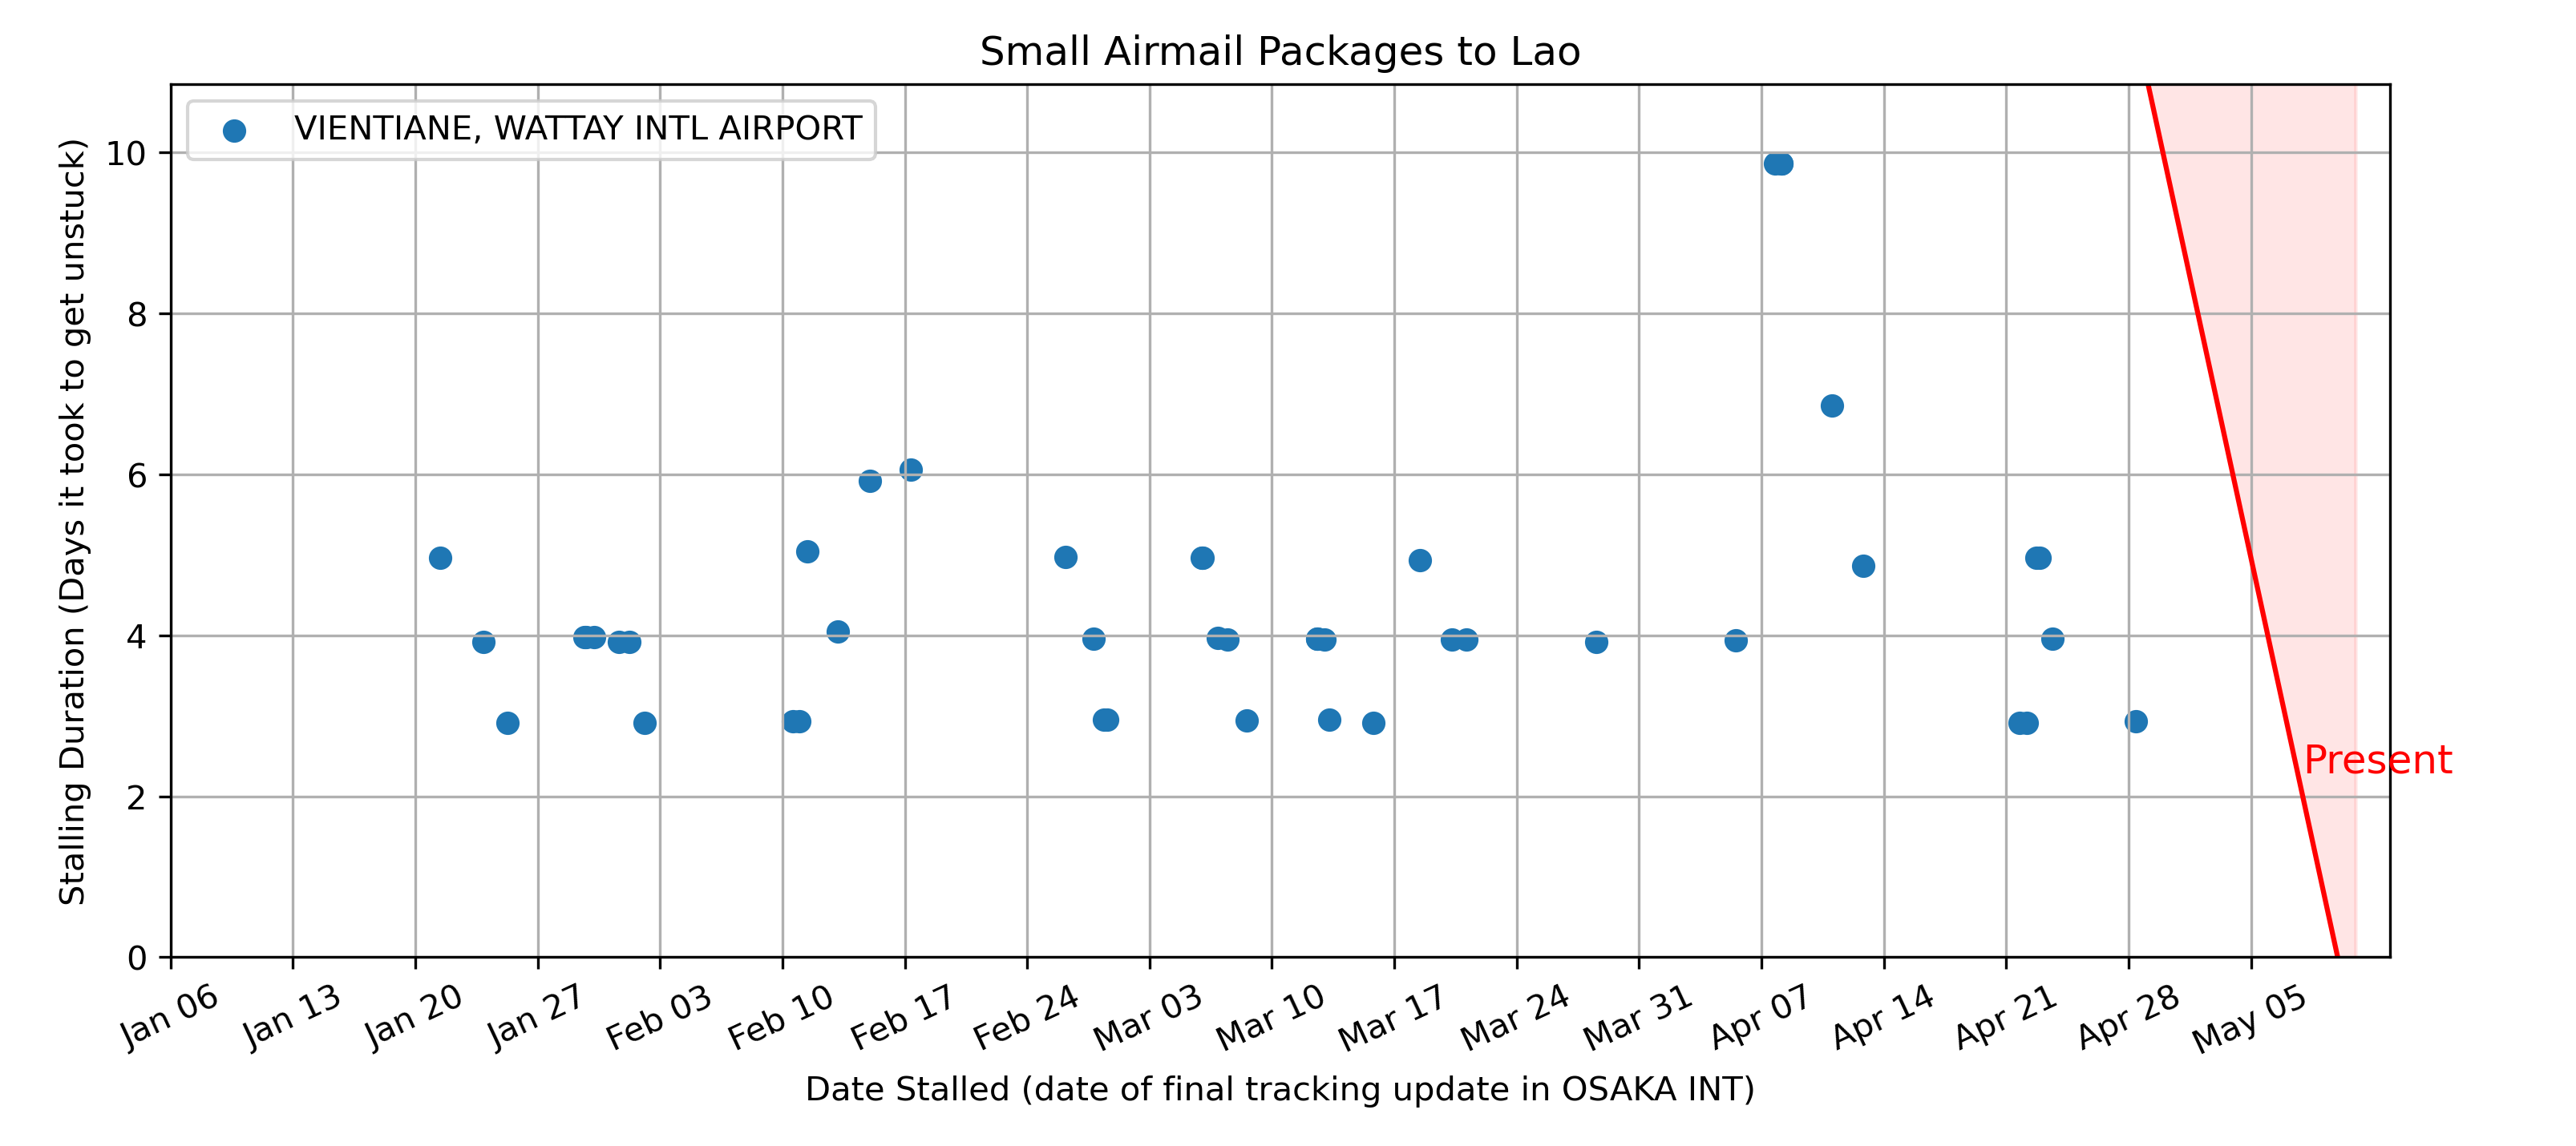 Small Airmail Packages to Lao
VIENTIANE, WATTAY INTL AIRPORT
Stalling Duration (Days it took to get unstuck)
10
8
6
4
2
0
Present
Jan 06
Jan 13
Jan 20
Jan 27
Feb 03
Feb 10
Feb 17
Feb 24
Mar 03
Mar 10
Mar 17
Mar 24
Mar 31
Apr 07
Apr 14
Apr 21
Apr 28
May 05
Date Stalled (date of final tracking update in OSAKA INT)